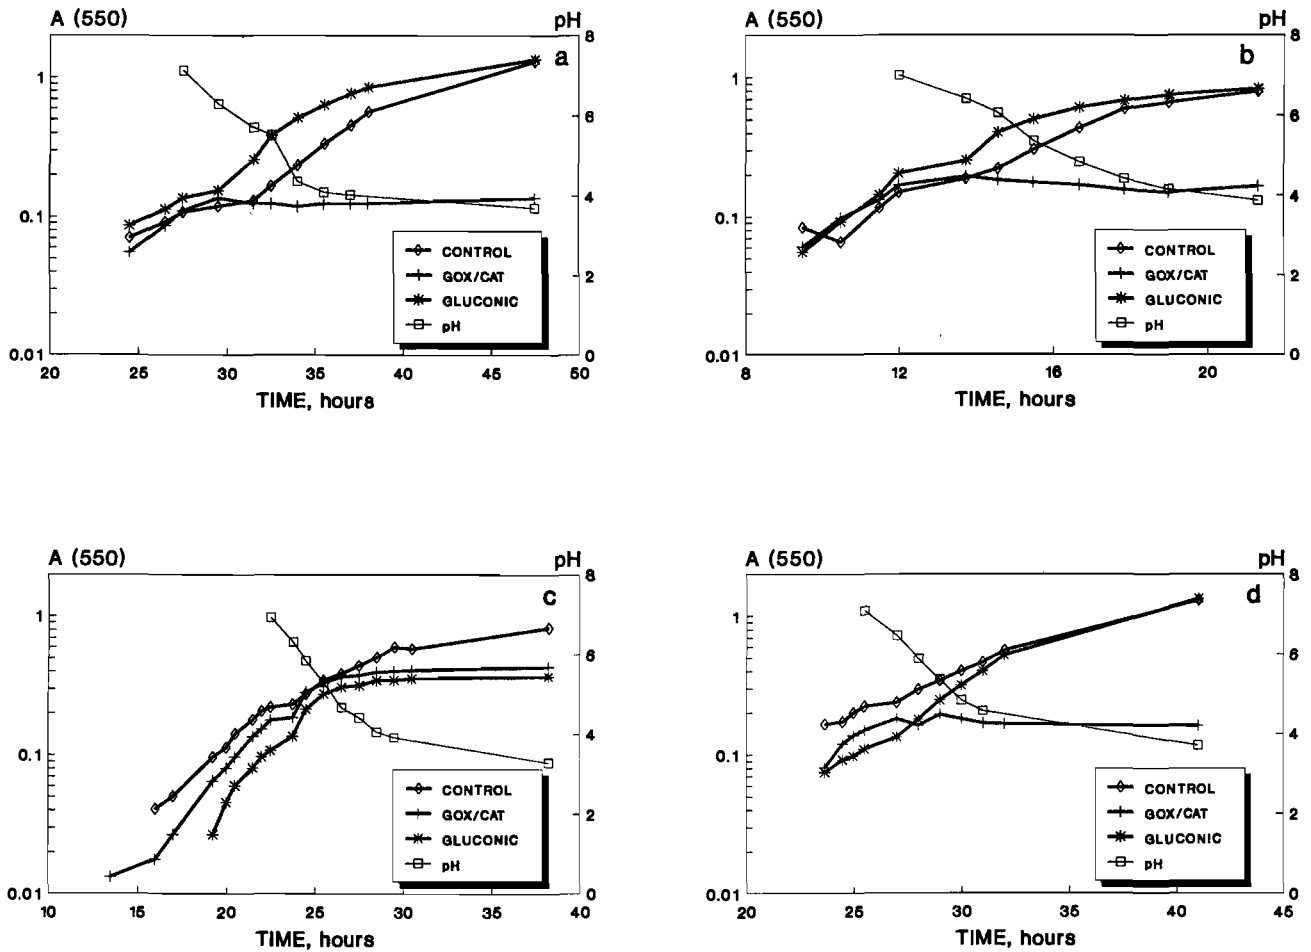 A (550) pH
a
8
1
6
4
0.1
2
0.01 0
CONTROL
GOX/CAT
GLUCONIC
pH
20 25 30 35 40 45 50
TIME, hours
A (550) pH
b
8
1
6
4
0.1
2
0.01 0
CONTROL
GOX/CAT
GLUCONIC
pH
8 12 16 20
TIME, hours
A (550) pH
c
8
1
6
4
0.1
2
0.01 0
CONTROL
GOX/CAT
GLUCONIC
pH
10 15 20 25 30 35 40
TIME, hours
A (550) pH
d
8
1
6
4
0.1
2
0.01 0
CONTROL
GOX/CAT
GLUCONIC
pH
20 25 30 35 40 45
TIME, hours